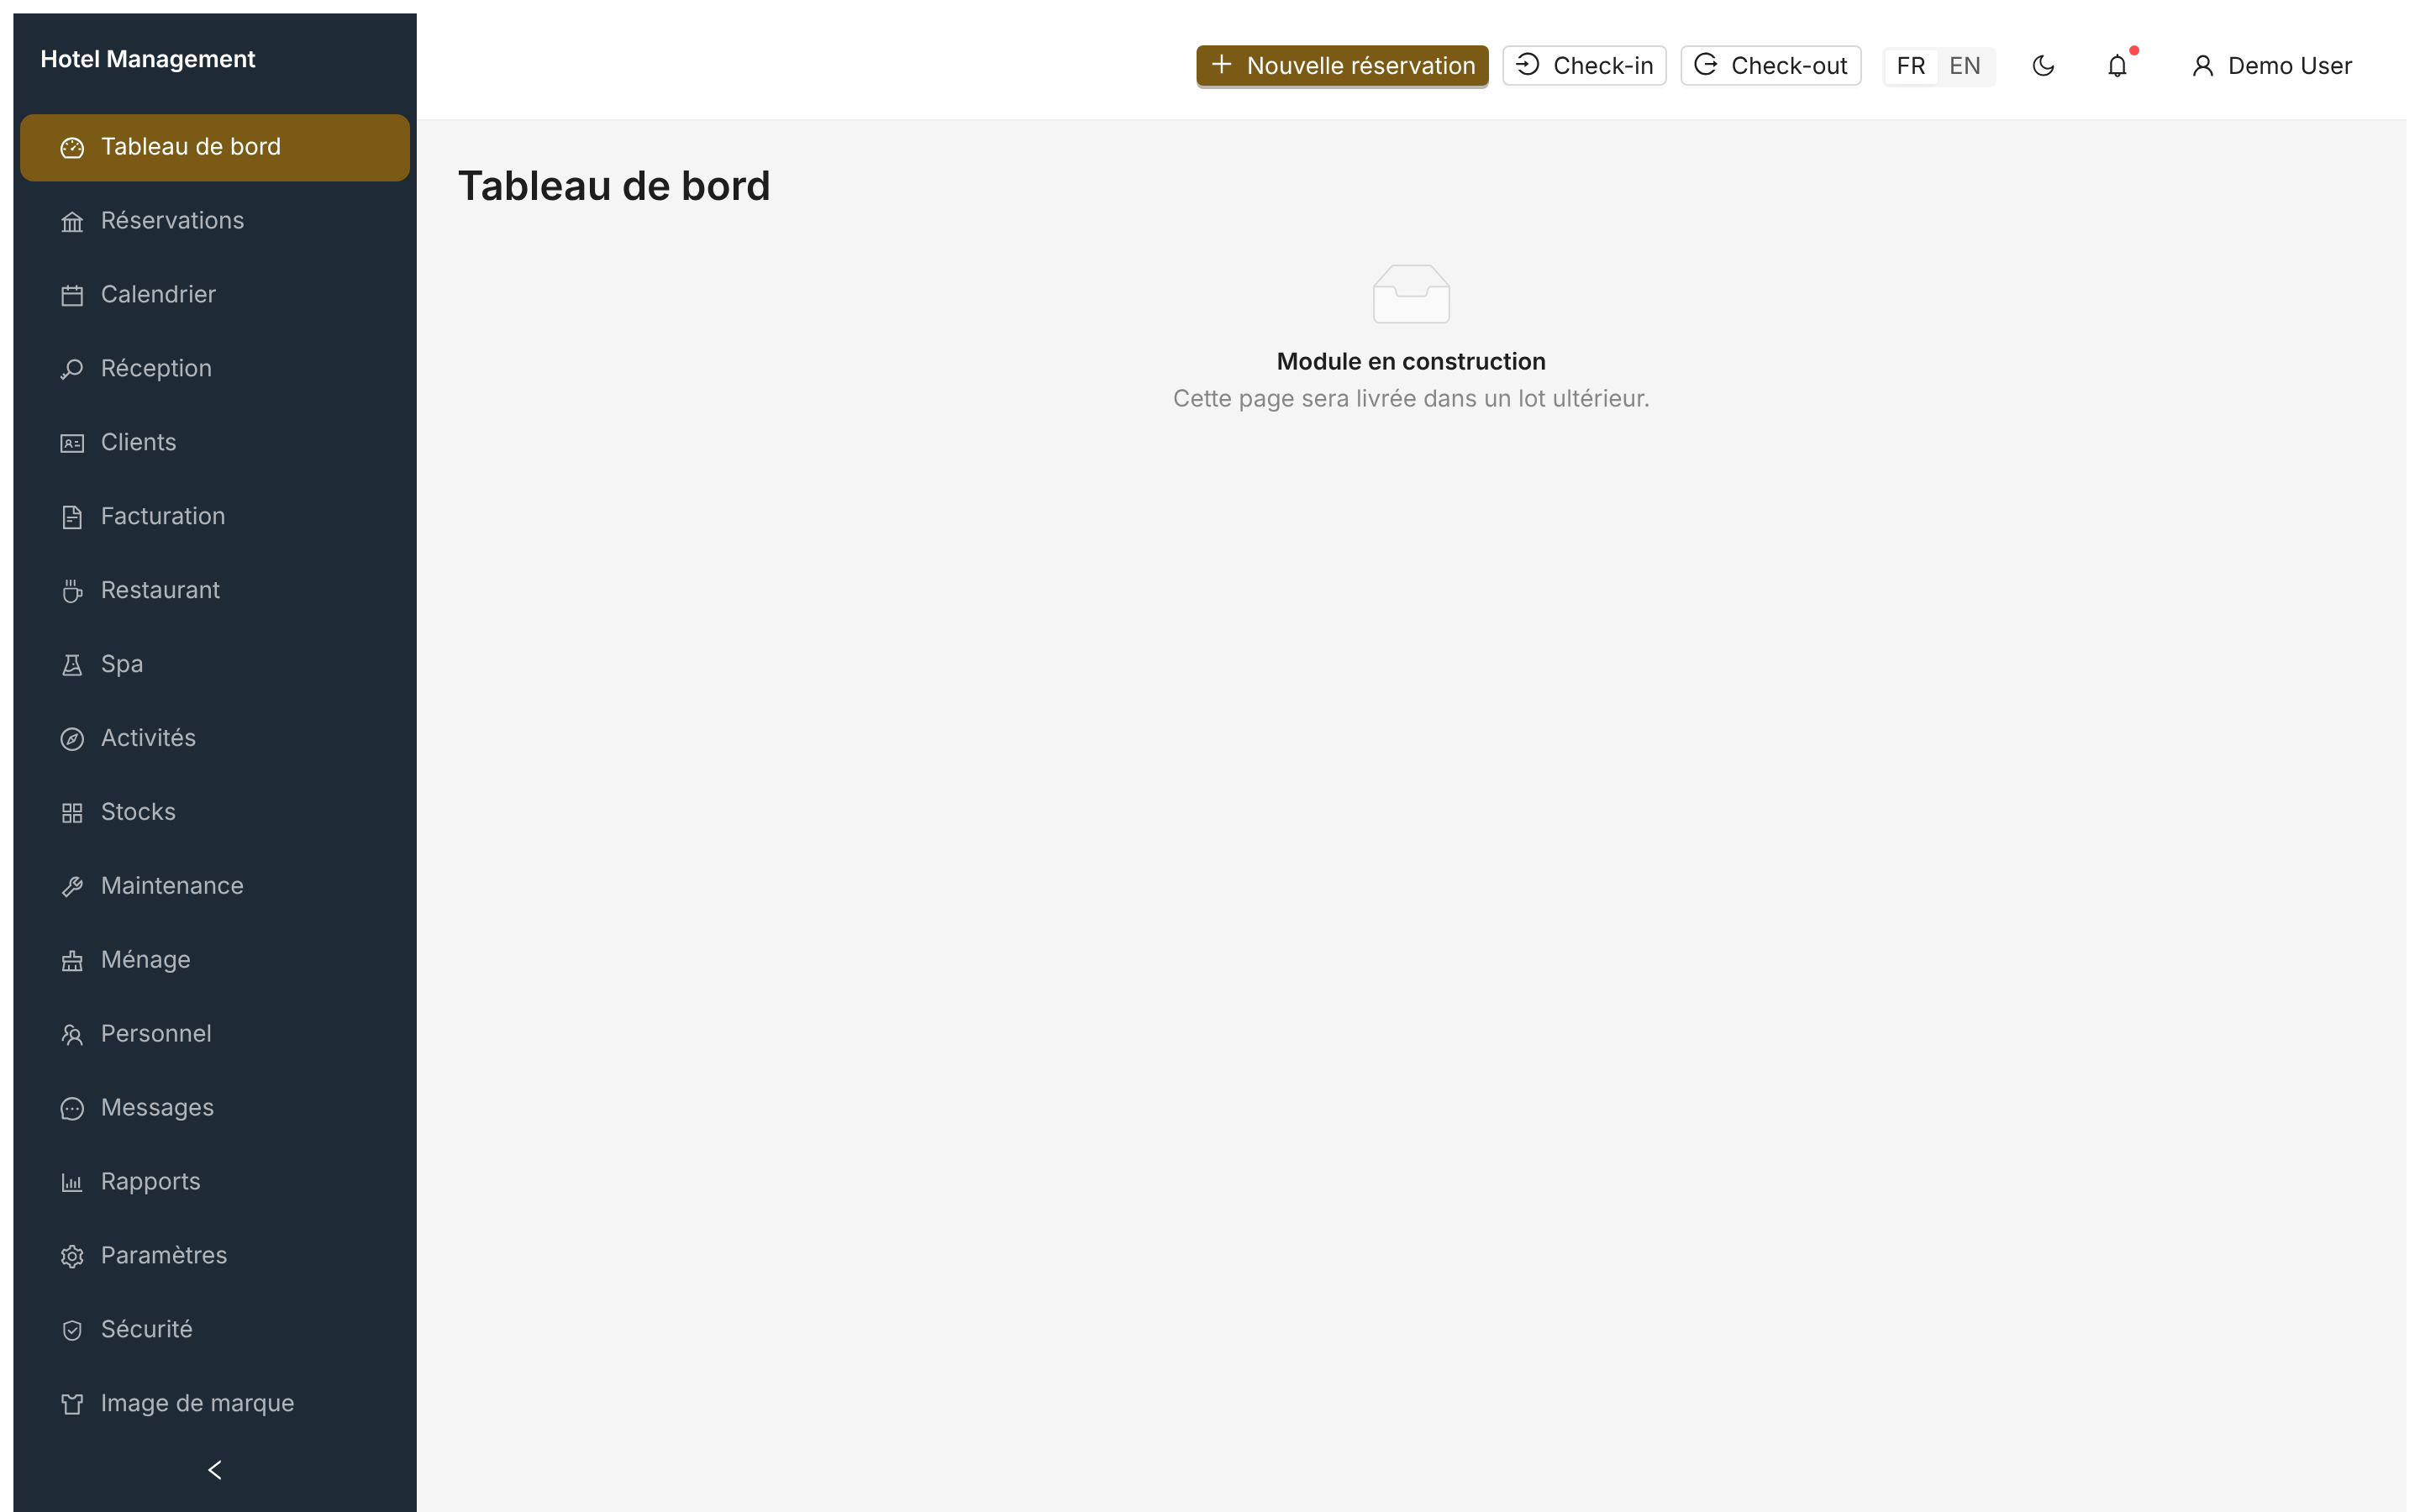 Hotel Management
Nouvelle réservation
Check-in
Check-out
FR
EN
Demo User
Tableau de bord
Réservations
Calendrier
Réception
Clients
Facturation
Restaurant
Spa
Activités
Stocks
Maintenance
Ménage
Personnel
Messages
Rapports
Paramètres
Sécurité
Image de marque
Tableau de bord
Module en construction
Cette page sera livrée dans un lot ultérieur.